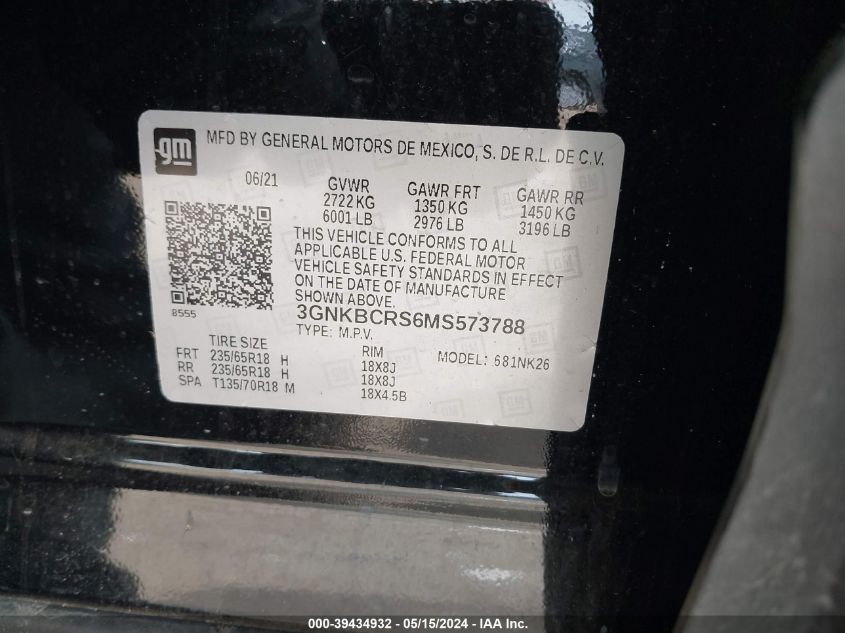 gm
MFD BY GENERAL MOTORS DE MEXICO, S. DE R.L. DE C.V.
06/21
GVWR
2722 KG
6001 LB
GAWR FRT
1350 KG
2976 LB
GAWR RR
1450 KG
3196 LB
THIS VEHICLE CONFORMS TO ALL
APPLICABLE U.S. FEDERAL MOTOR
VEHICLE SAFETY STANDARDS IN EFFECT
ON THE DATE OF MANUFACTURE
SHOWN ABOVE.
8555
3GNKBCRS6MS573788
TYPE: M.P.V.
MODEL: 681NK26
TIRE SIZE RIM
FRT 235/65R18 H 18X8J
RR 235/65R18 H 18X8J
SPA T135/70R18 M 18X4.5B
000-39434932 - 05/15/2024 - IAA Inc.